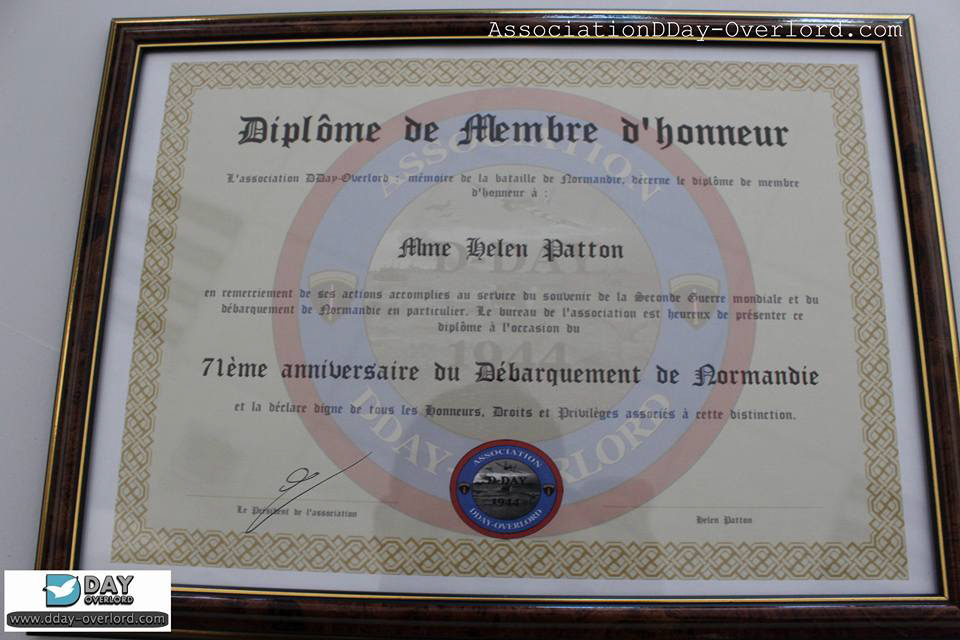 AssociationDDay-Overlord.com
Diplôme de Membre d'honneur
L'association DDay-Overlord : mémoire de la bataille de Normandie, décerne le diplôme de membre
d'honneur à :
Mme Helen Patton
en remerciement de ses actions accomplies au service du souvenir de la Seconde Guerre mondiale et du
débarquement de Normandie en particulier. Le bureau de l'association est heureux de présenter ce
diplôme à l'occasion du
71ème anniversaire du Débarquement de Normandie
et la déclare digne de tous les Honneurs, Droits et Privilèges associés à cette distinction.
ASSOCIATION
D-DAY
1944
DDAY-OVERLORD
ASSOCIATION
D-DAY
1944
DDAY-OVERLORD
Le Président de l'association
Helen Patton
DDAY
OVERLORD
www.dday-overlord.com